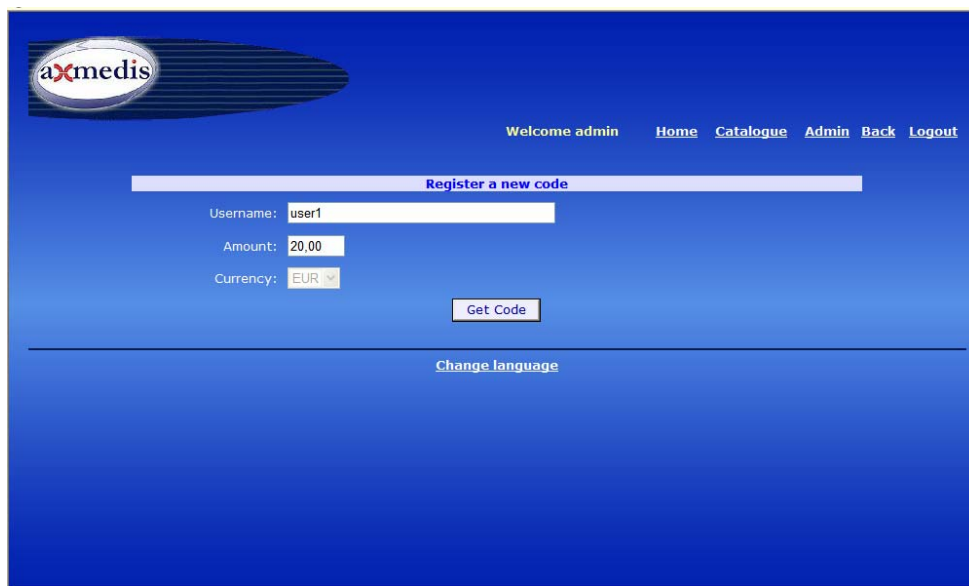 axmedis
Welcome admin Home Catalogue Admin Back Logout
Register a new code
Username: user1
Amount: 20,00
Currency: EUR
Get Code
Change language